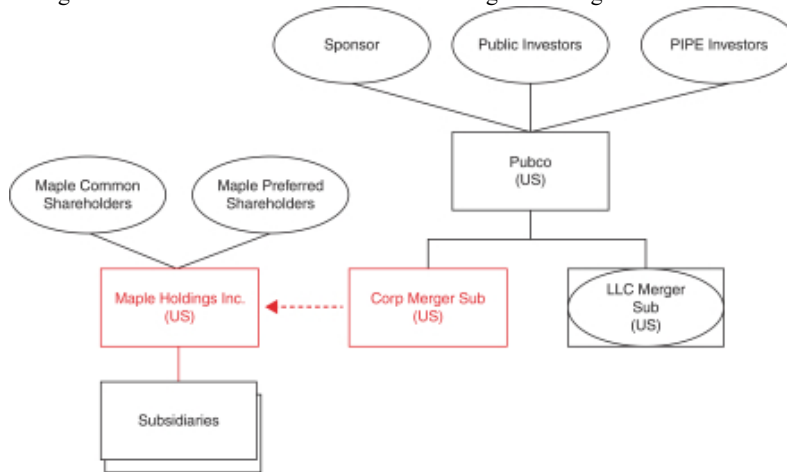 Sponsor
Public Investors
PIPE Investors
Pubco
(US)
Maple Common
Shareholders
Maple Preferred
Shareholders
Maple Holdings Inc.
(US)
Corp Merger Sub
(US)
LLC Merger
Sub
(US)
Subsidiaries